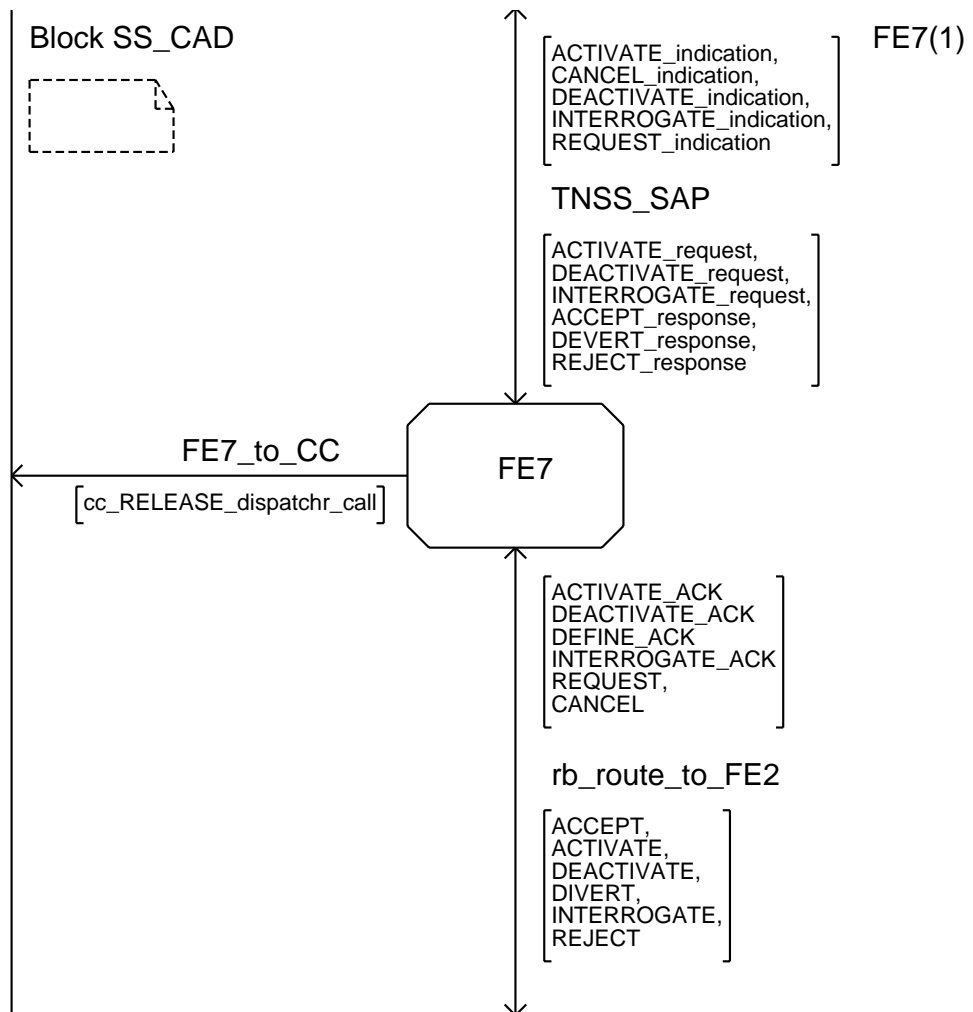 Block SS_CAD
FE7(1)
[ACTIVATE_indication,
CANCEL_indication,
DEACTIVATE_indication,
INTERROGATE_indication,
REQUEST_indication]
TNSS_SAP
[ACTIVATE_request,
DEACTIVATE_request,
INTERROGATE_request,
ACCEPT_response,
DEVERT_response,
REJECT_response]
FE7_to_CC
[cc_RELEASE_dispatchr_call]
FE7
[ACTIVATE_ACK
DEACTIVATE_ACK
DEFINE_ACK
INTERROGATE_ACK
REQUEST,
CANCEL]
rb_route_to_FE2
[ACCEPT,
ACTIVATE,
DEACTIVATE,
DIVERT,
INTERROGATE,
REJECT]